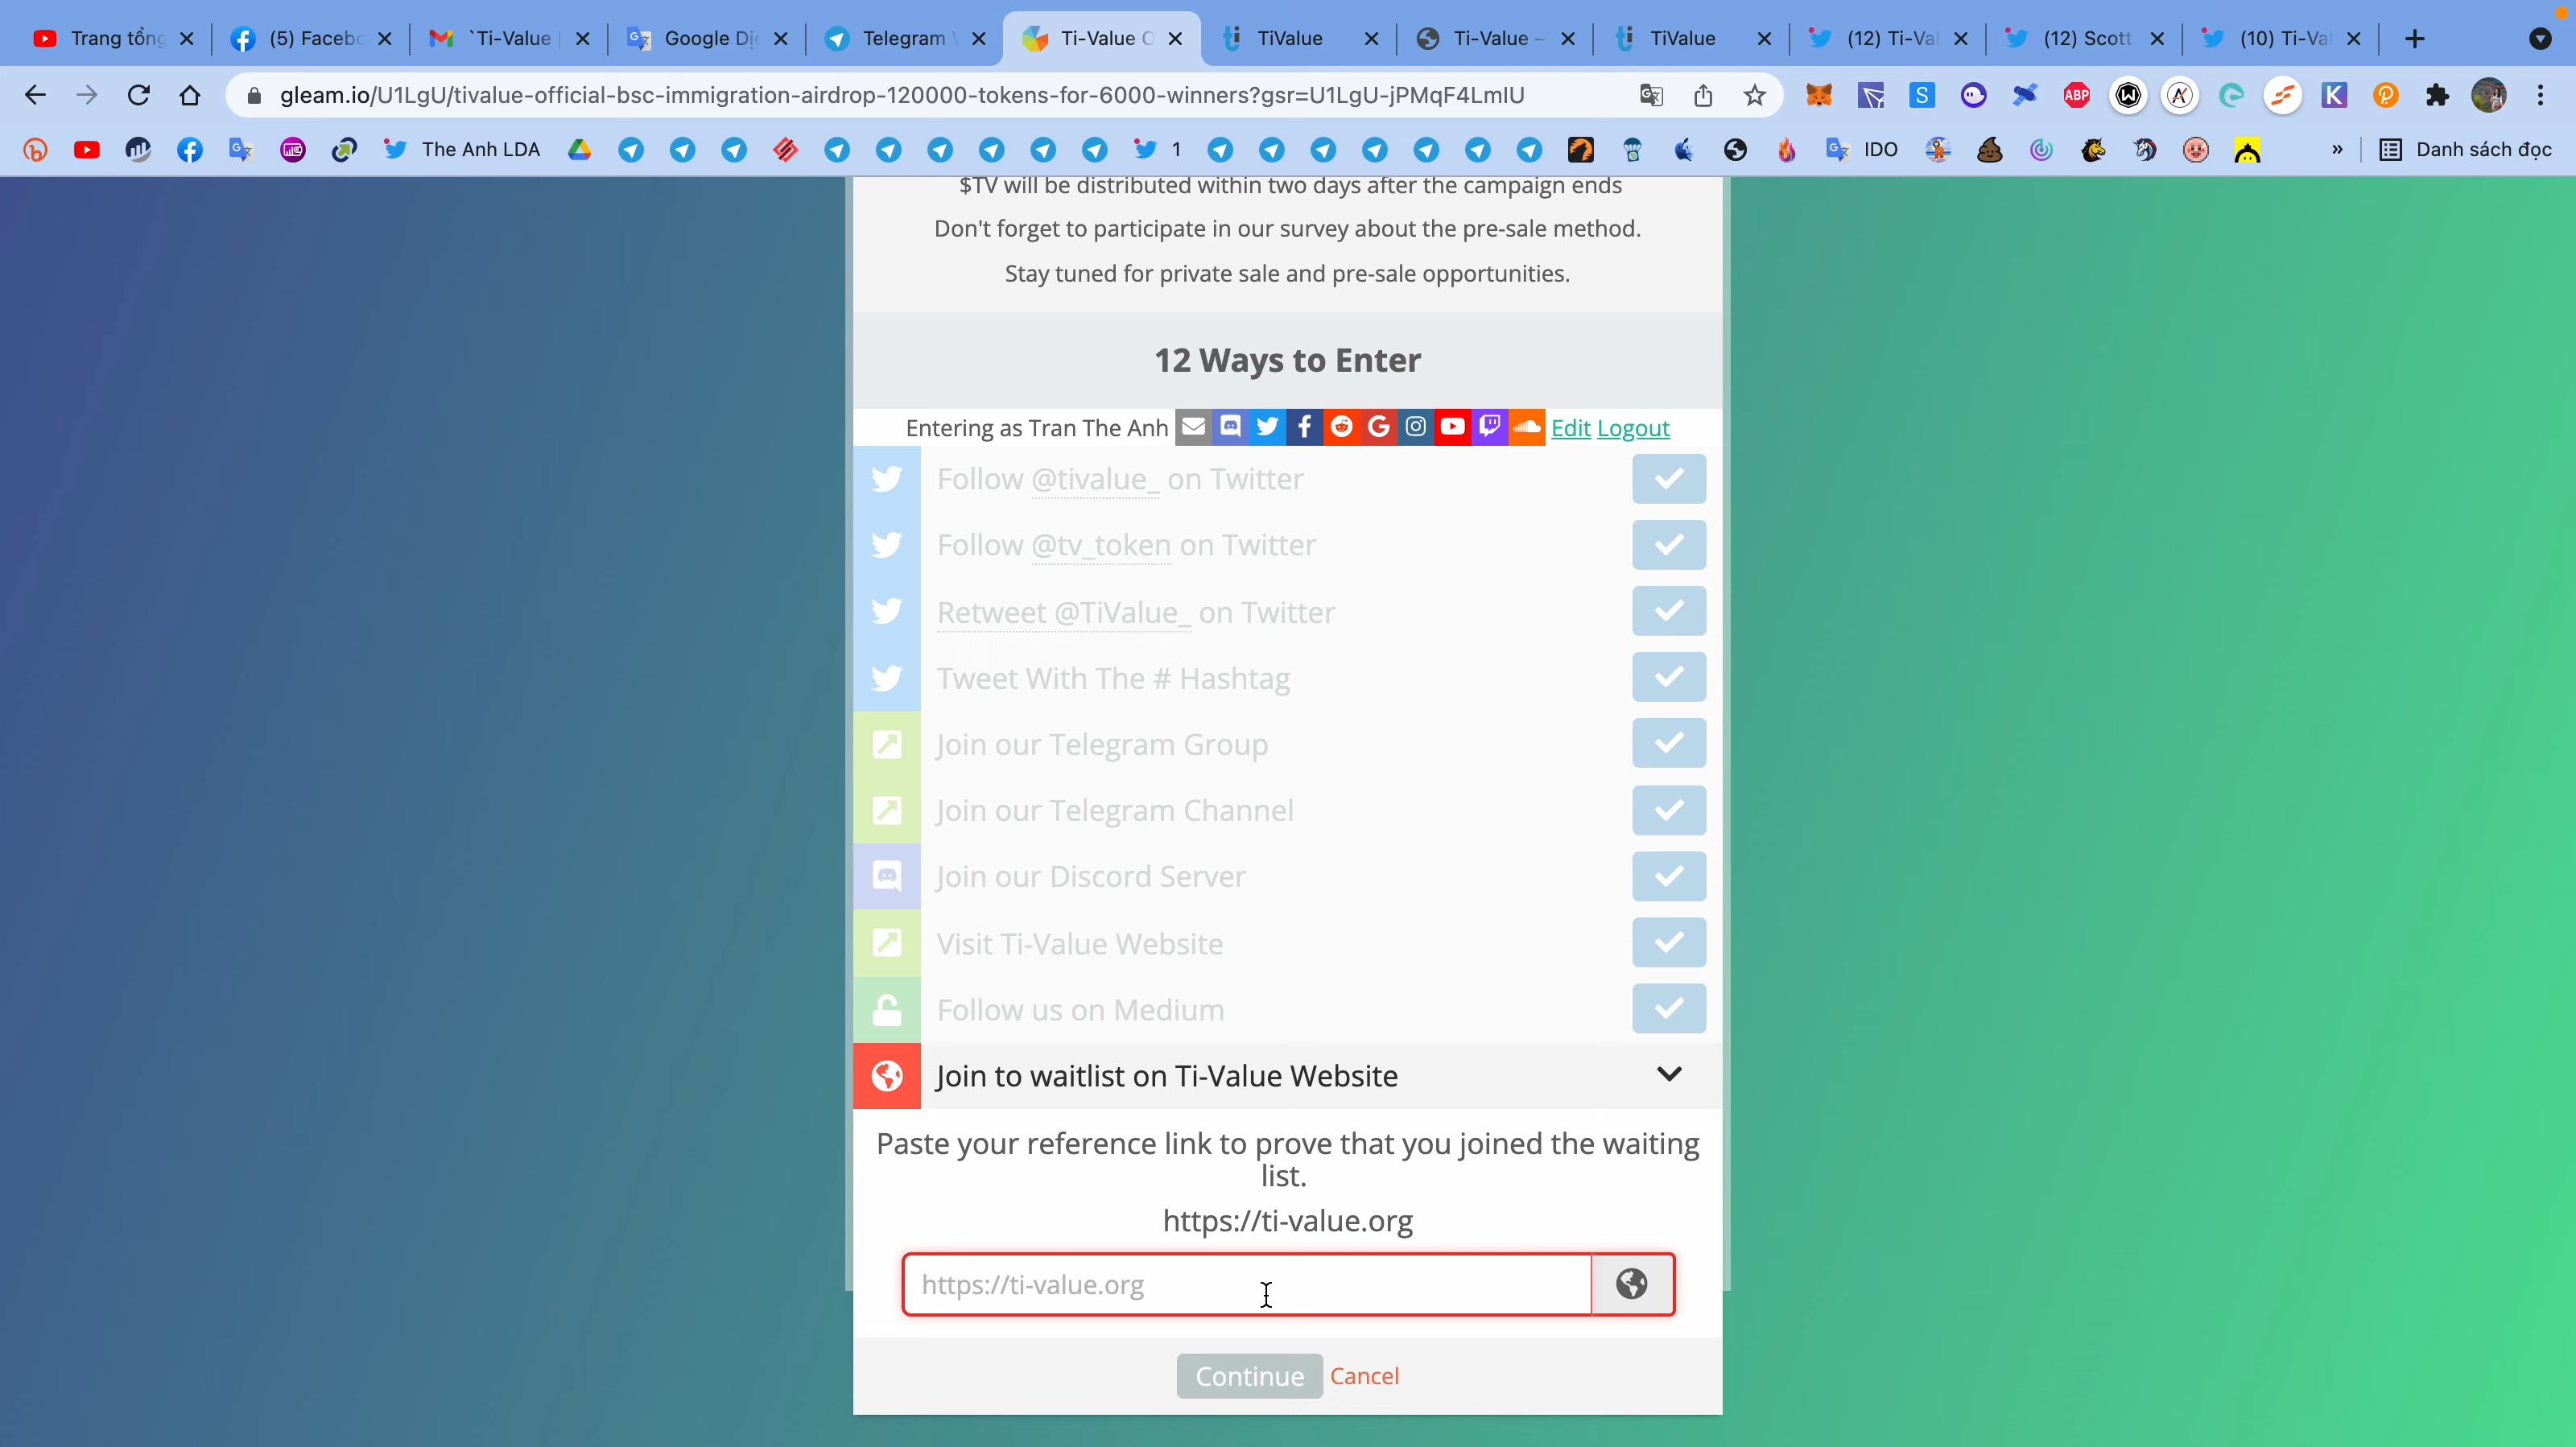 Trang tổng
(5) Facebo
`Ti-Value
Google Dị
Telegram
Ti-Value O
TiValue
Ti-Value –
TiValue
(12) Ti-Val
(12) Scott
(10) Ti-Val
gleam.io/U1LgU/tivalue-official-bsc-immigration-airdrop-120000-tokens-for-6000-winners?gsr=U1LgU-jPMqF4LmIU
The Anh LDA
1
IDO
»
Danh sách đọc
$TV will be distributed within two days after the campaign ends
Don't forget to participate in our survey about the pre-sale method.
Stay tuned for private sale and pre-sale opportunities.
12 Ways to Enter
Entering as Tran The Anh Edit Logout
Follow @tivalue_ on Twitter
Follow @tv_token on Twitter
Retweet @TiValue_ on Twitter
Tweet With The # Hashtag
Join our Telegram Group
Join our Telegram Channel
Join our Discord Server
Visit Ti-Value Website
Follow us on Medium
Join to waitlist on Ti-Value Website
Paste your reference link to prove that you joined the waiting
list.
https://ti-value.org
https://ti-value.org
Continue Cancel